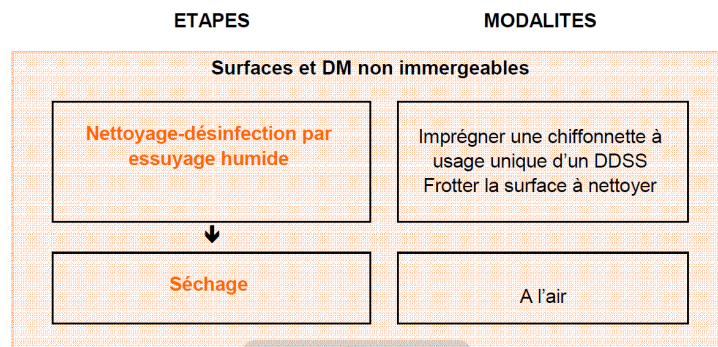 ETAPES
MODALITES
Surfaces et DM non immergeables
Nettoyage-désinfection par
essuyage humide
Imprégner une chiffonnette à
usage unique d'un DDSS
Frotter la surface à nettoyer
Séchage
A l'air